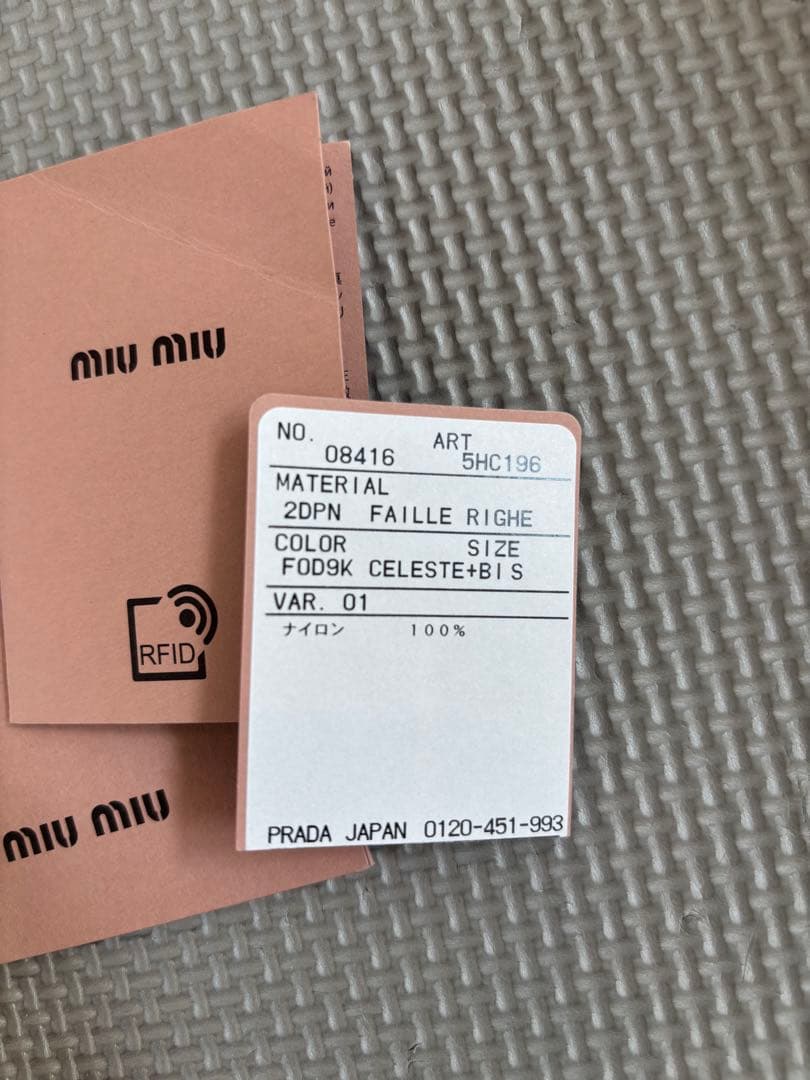 miu miu
RFID
miu miu
NO. ART
08416 5HC196
MATERIAL
2DPN FAILLE RIGHE
COLOR SIZE
F0D9K CELESTE+BIS
VAR. 01
ナイロン 100%
PRADA JAPAN 0120-451-993